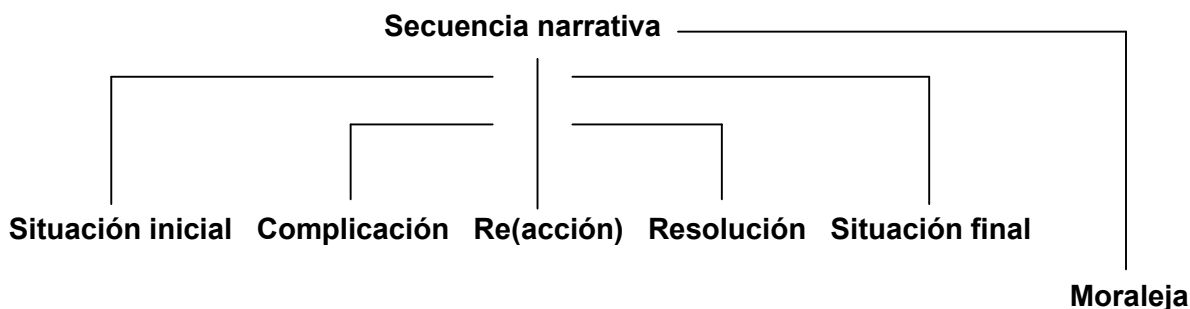 Secuencia narrativa
Situación inicial Complicación Re(acción) Resolución Situación final
Moraleja